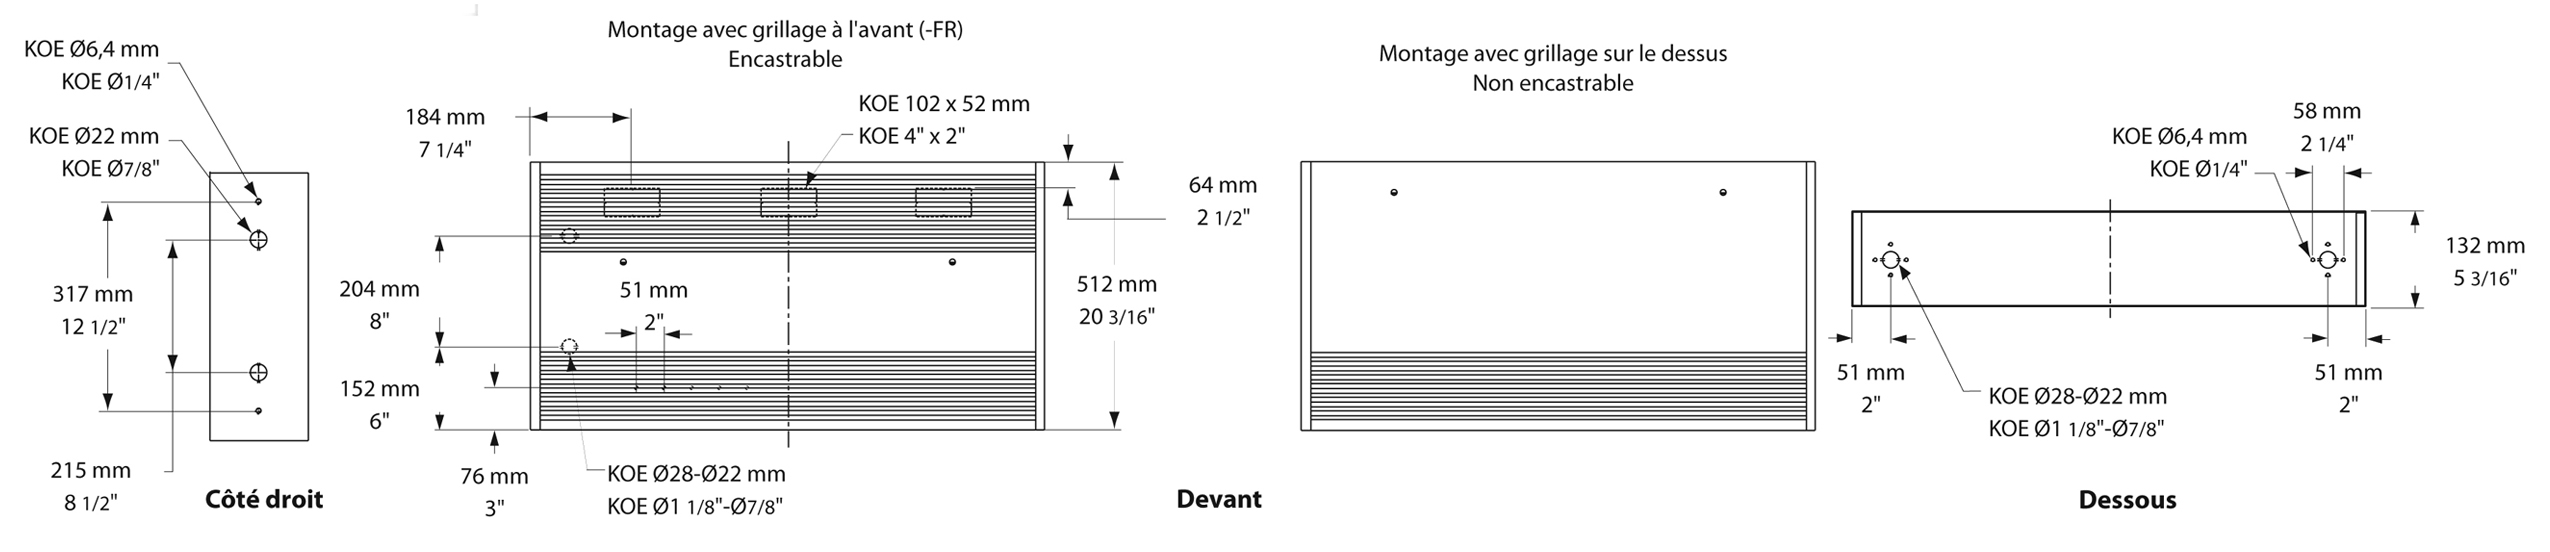 KOE Ø6,4 mm
KOE Ø1/4"
KOE Ø22 mm
KOE Ø7/8"
317 mm
12 1/2"
215 mm
8 1/2"
Côté droit
Montage avec grillage à l'avant (-FR)
Encastrable
184 mm
7 1/4"
KOE 102 x 52 mm
KOE 4" x 2"
64 mm
2 1/2"
204 mm
8"
51 mm
2"
512 mm
20 3/16"
152 mm
6"
76 mm
3"
KOE Ø28-Ø22 mm
KOE Ø1 1/8"-Ø7/8"
Devant
Montage avec grillage sur le dessus
Non encastrable
58 mm
2 1/4"
KOE Ø6,4 mm
KOE Ø1/4"
132 mm
5 3/16"
51 mm
2"
51 mm
2"
KOE Ø28-Ø22 mm
KOE Ø1 1/8"-Ø7/8"
Dessous